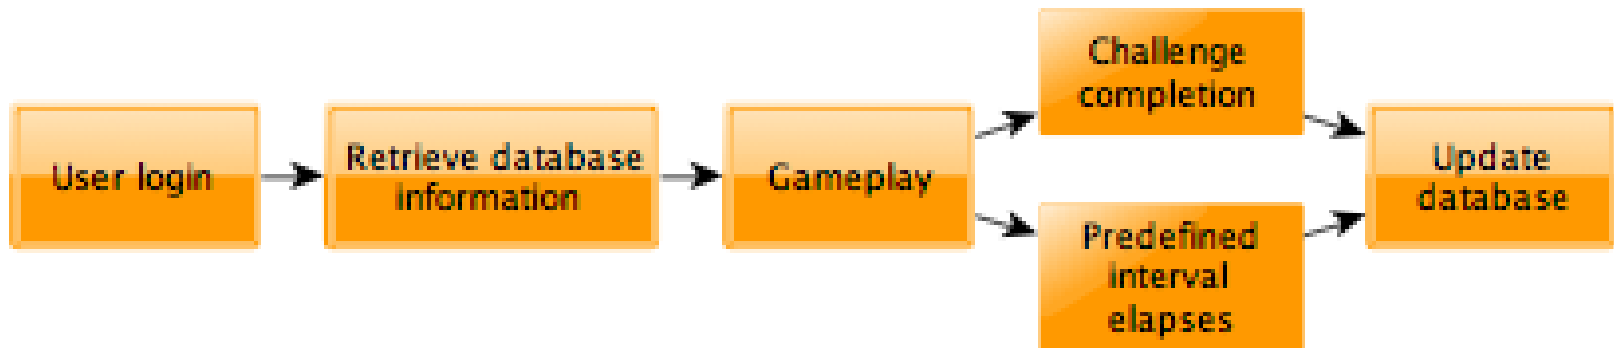 User login
Retrieve database
information
Gameplay
Challenge
completion
Predefined
interval
elapses
Update
database